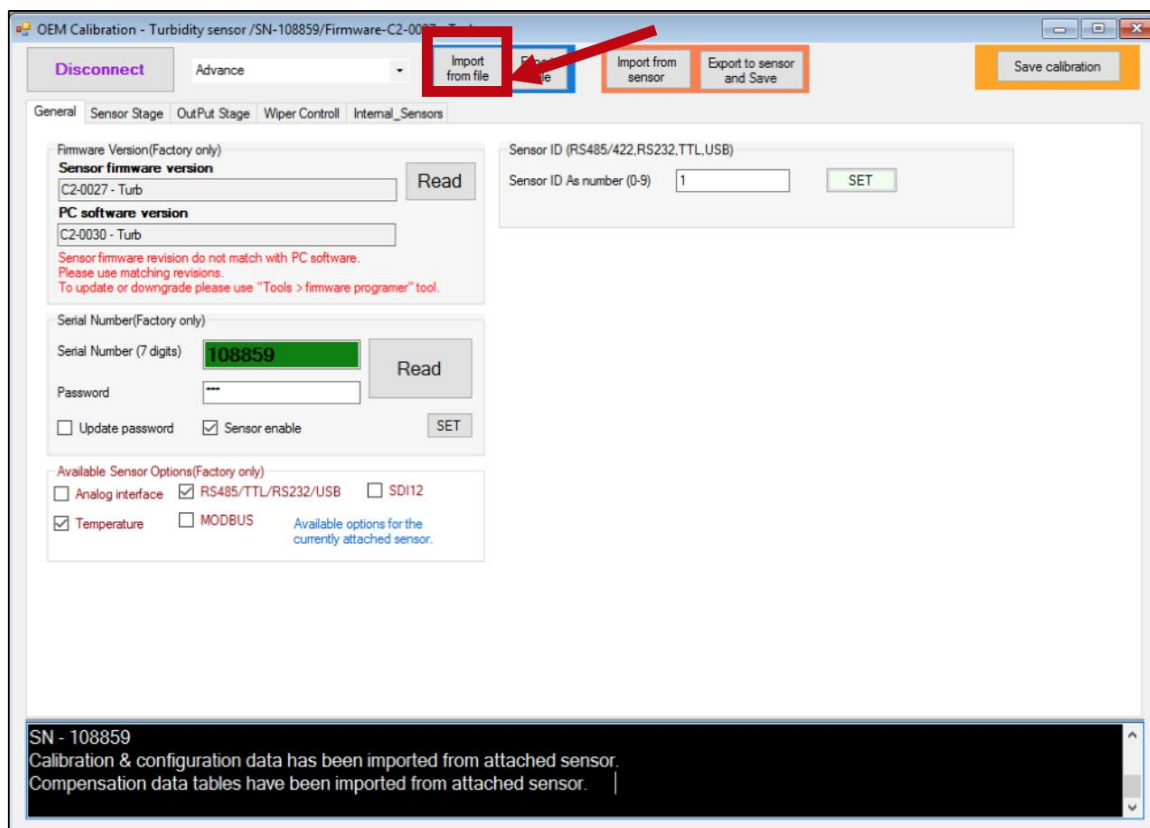 OEM Calibration - Turbidity sensor /SN-108859/Firmware-C2-0027 - Turb
Disconnect
Advance
Import
from file
Import from
sensor
Export to sensor
and Save
Save calibration
General Sensor Stage OutPut Stage Wiper Controll Internal_Sensors
Firmware Version(Factory only)
Sensor firmware version
C2-0027 - Turb
Read
PC software version
C2-0030 - Turb
Sensor firmware revision do not match with PC software.
Please use matching revisions.
To update or downgrade please use "Tools > firmware programer" tool.
Sensor ID (RS485/422,RS232,TTL,USB)
Sensor ID As number (0-9) 1 SET
Serial Number(Factory only)
Serial Number (7 digits) 108859
Read
Password ***
Update password Sensor enable SET
Available Sensor Options(Factory only)
Analog interface RS485/TTL/RS232/USB SDI12
Temperature MODBUS
Available options for the
currently attached sensor.
SN - 108859
Calibration & configuration data has been imported from attached sensor.
Compensation data tables have been imported from attached sensor.